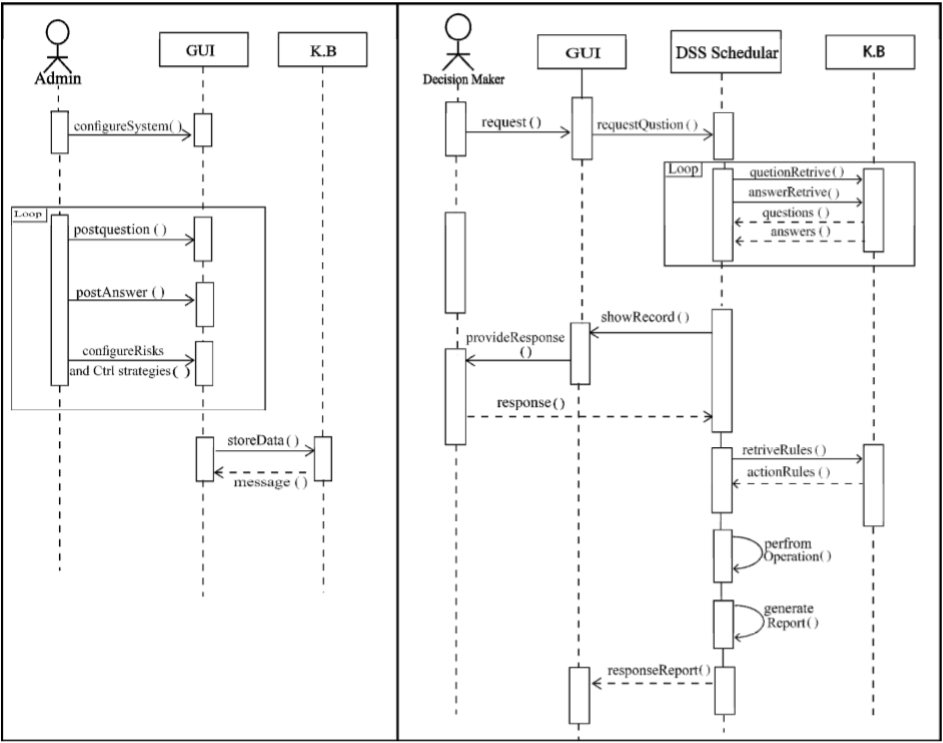 GUI
K.B
Admin
configureSystem( )
Loop
postquestion ( )
postAnswer ( )
configureRisks
and Ctrl strategies( )
storeData( )
message ( )
GUI
DSS Schedular
K.B
Decision Maker
request( )
requestQustion ( )
Loop
quetionRetrive( )
answerRetrive( )
questions ( )
answers ( )
showRecord( )
provideResponse
( )
response( )
retriveRules ( )
actionRules ( )
perfrom
Operation( )
generate
Report( )
responseReport( )